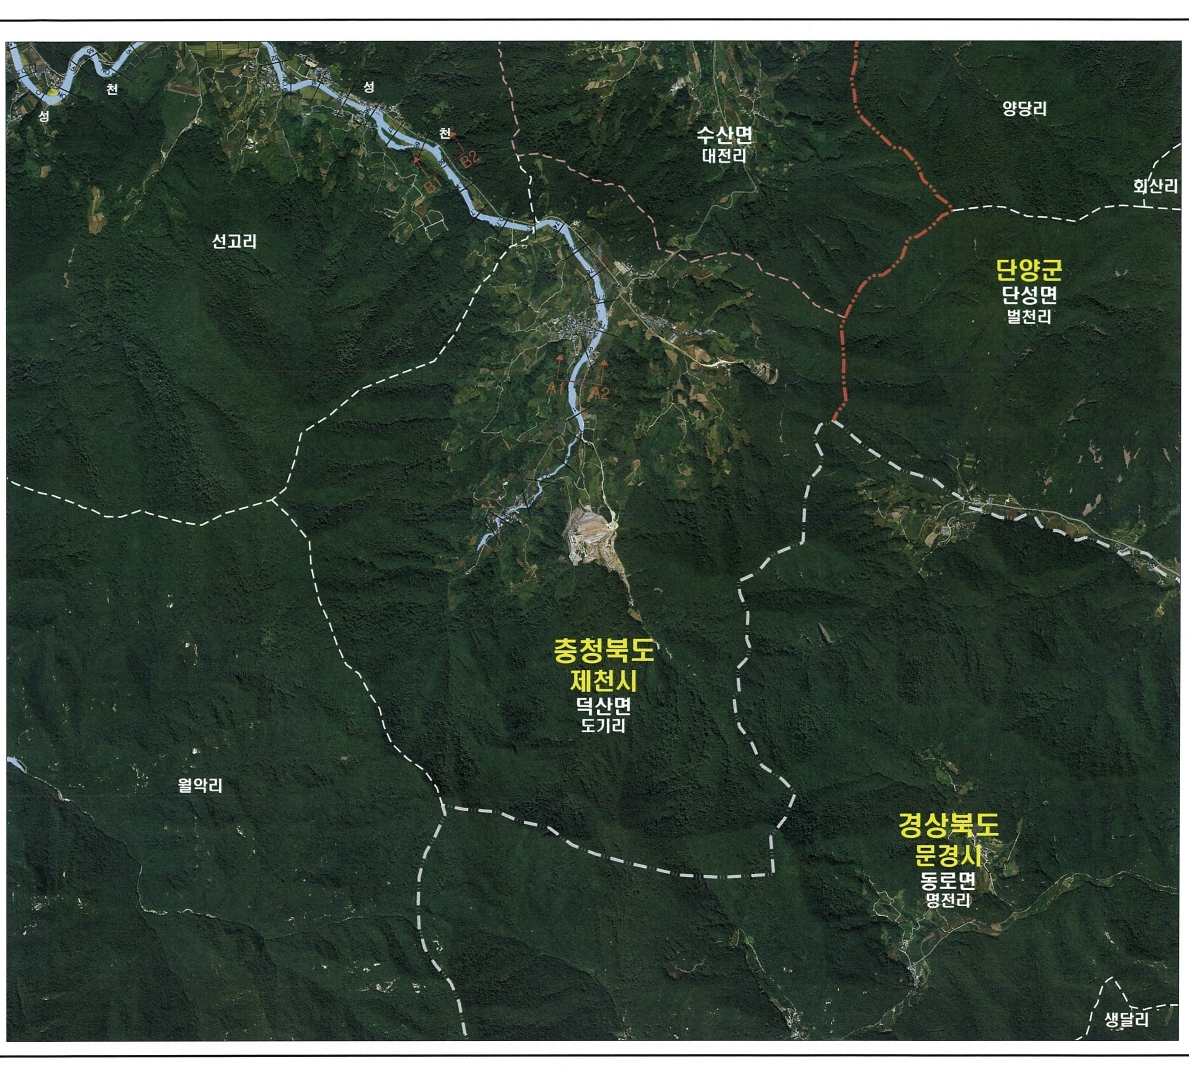 천
성
성
천
B2
B1
수산면
대전리
양당리
회산리
선고리
단양군
단성면
벌천리
A1
A2
충청북도
제천시
덕산면
도기리
월악리
경상북도
문경시
동로면
명전리
생달리